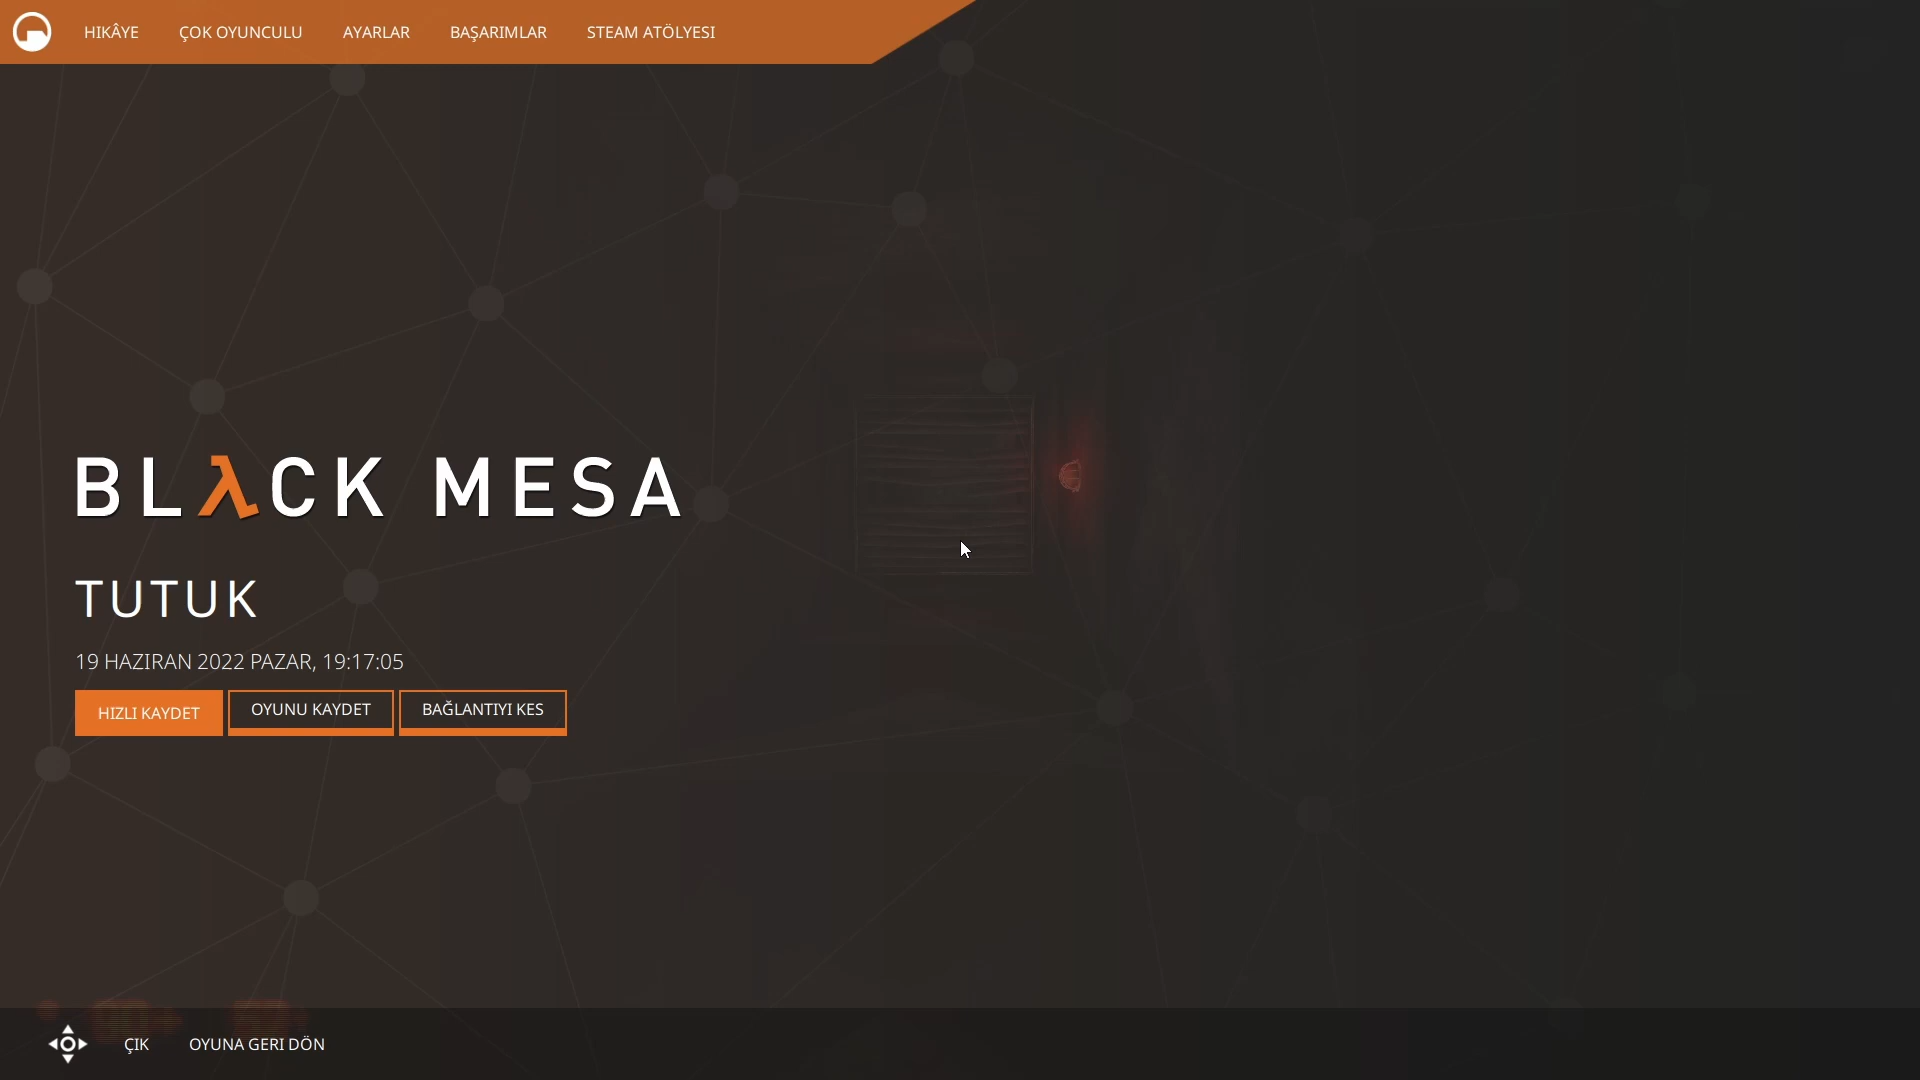 HIKÂYE ÇOK OYUNCULU AYARLAR BAŞARIMLAR STEAM ATÖLYESI
BLλCK MESA
TUTUK
19 HAZIRAN 2022 PAZAR, 19:17:05
HIZLI KAYDET OYUNU KAYDET BAĞLANTIYI KES
ÇIK OYUNA GERI DÖN